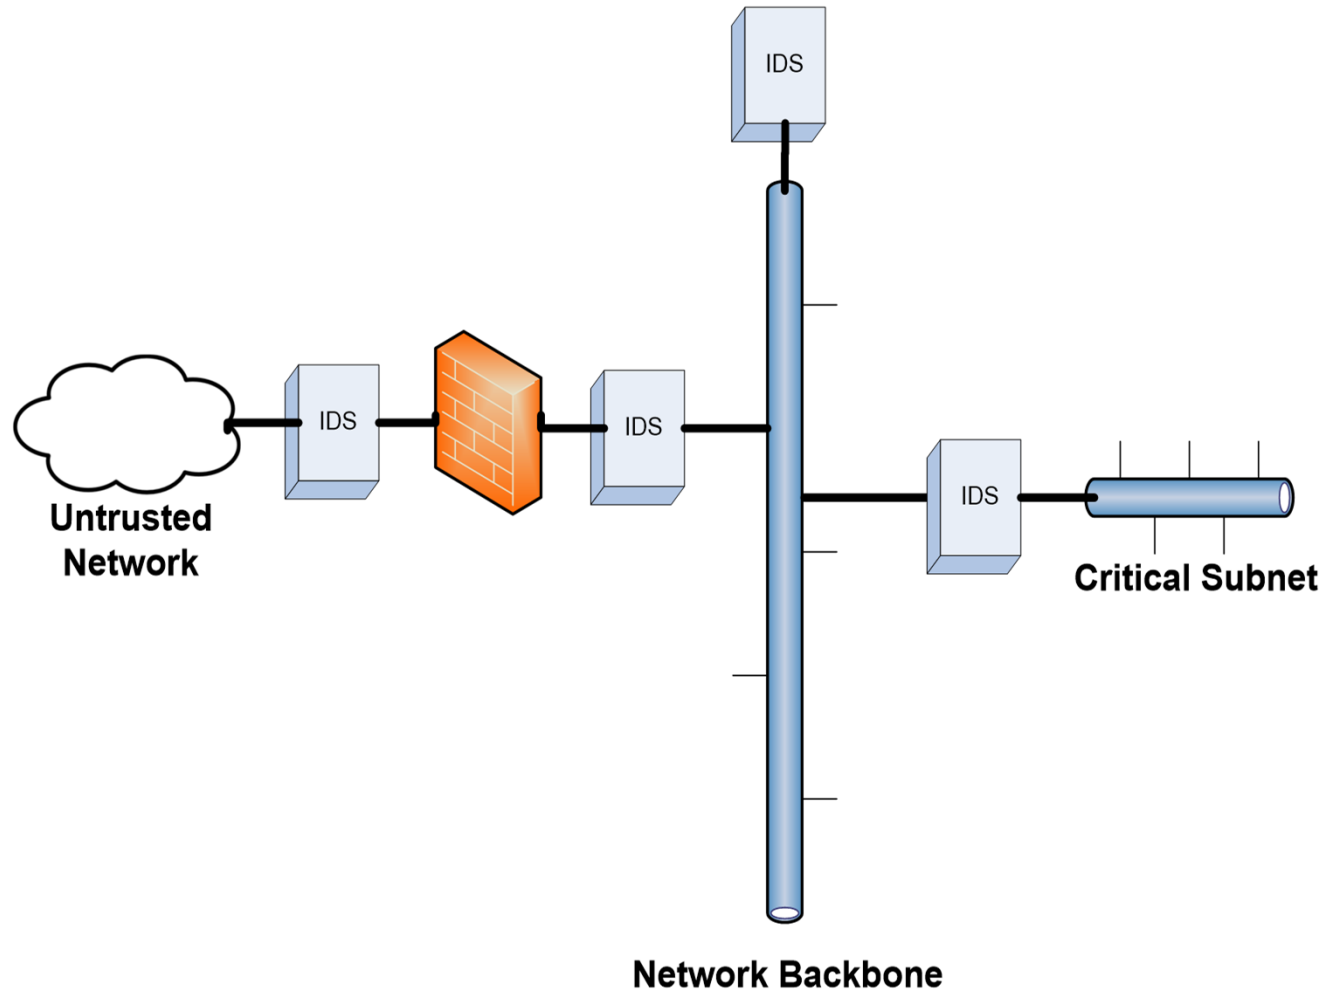 IDS
IDS
IDS
IDS
Untrusted
Network
Critical Subnet
Network Backbone